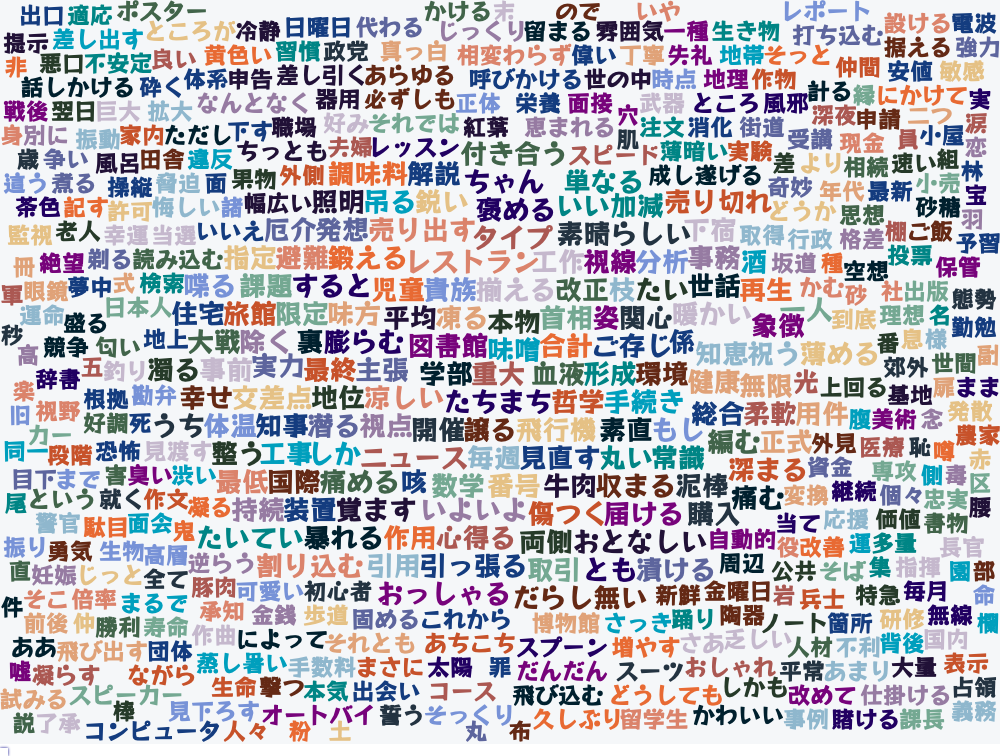 出口 適応 ポスター かける 末 ので いや レポート
提示 差し出す ところが 冷静 日曜日 代わる じっくり 留まる 雰囲気 一種 生き物 打ち込む 設ける 電波
非 悪口 不安定 良い 黄色い 習慣 政党 真っ白 相変わらず 偉い 丁寧 失礼 地帯 そっと 仲間 据える 強力
話しかける 砕く 体系 申告 差し引く あらゆる 呼びかける 世の中 時点 地理 作物 計る 安値 敏感
戦後 翌日 巨大 拡大 なんとなく 器用 必ずしも 正体 栄養 面接 穴 武器 ところ 風邪 深夜 縁 にかけて 実
身 別に 振動 家内 ただし 下す 職場 好み それでは 紅葉 恵まれる 肌 注文 消化 街道 受講 申請 現金 二つ 員 小屋 涙
歳 争い 風呂 田舎 違反 ちっとも 夫婦 レッスン 付き合う スピード 薄暗い 実験 差 より 相続 速い 組 恋
違う 煮る 操縦 脅迫 面 果物 外側 調味料 解説 ちゃん 単なる 成し遂げる 奇妙 年代 最新 小売 林
茶色 記す 許可 悔しい 諸 幅広い 照明 吊る 鋭い 褒める いい加減 売り切れ どうか 思想 砂糖 宝
監視 老人 幸運 当選 いいえ 厄介 発想 売り出す タイプ 素晴らしい 下宿 取得 行政 格差 棚 ご飯 羽 予習
冊 絶望 剃る 読み込む 指定 避難 鍛える レストラン 工作 視線 分析 事務 酒 坂道 種 空想 投票 保管
軍 眼鏡 夢中 式 検索 喋る 課題 すると 児童 貴族 揃える 改正 枝 たい 世話 再生 かむ 砂 社 出版 態勢
運命 盛る 日本人 住宅 旅館 限定 味方 平均 凍る 本物 首相 姿 関心 暖かい 象徴 一人 到底 理想 名 勤勉
秒 高 競争 匂い 地上 大戦 除く 裏 膨らむ 図書館 味噌 合計 ご存じ 係 知恵 祝う 薄める 番 息 様
楽 辞書 五 釣り 濁る 事前 実力 最終 主張 学部 重大 血液 形成 環境 健康 無限 光 上回る 郊外 世間 副 扉 まま
旧 視野 根拠 勘弁 幸せ 交差点 地位 涼しい たちまち 哲学 手続き 総合 柔軟 用件 腹 美術 基地 念 発散
同一 カー 段階 好調 恐怖 死 うち 体温 知事 潜る 視点 開催 譲る 飛行機 素直 もし 編む 正式 外見 医療 恥 噂 農家
目下 まで 害 見渡す 臭い 渋い 整う 工事 しか ニュース 毎週 見直す 丸い 常識 深まる 資金 専攻 側 毒 赤 区
尾 という 就く 作文 凝る 最低 国際 痛める 咳 数学 番号 牛肉 収まる 泥棒 痛む 変換 継続 個々 忠実 腰
警官 駄目 面会 鬼 持続 装置 覚ます いよいよ 傷つく 届ける 購入 当て 応援 価値 書物
振り 勇気 生物 高層 たいてい 暴れる 作用 心得る 両側 おとなしい 自動的 役 改善 運 多量 長官
直 妊娠 じっと 全て 逆らう 割り込む 引用 引っ張る 取引 とも 漬ける 周辺 公共 そば 集 指揮 園 部
件 そこ 倍率 まるで 豚肉 可愛い 初心者 おっしゃる だらし無い 新鮮 金曜日 岩 兵士 特急 毎月 命
前後 仲 勝利 寿命 承知 金銭 歩道 固める これから 博物館 さっき 踊り 陶器 ノート 箇所 研修 無線 欄
ああ 飛び出す 団体 作曲 によって それとも あちこち スプーン 増やす さあ 乏しい 人材 不利 背後 国内
嘘 凝らす ながら 蒸し暑い 手数料 まさに 太陽 罪 だんだん スーツ おしゃれ 平常 あまり 大量 表示
試みる スピーカー 生命 撃つ 本気 出会い コース 飛び込む どうしても しかも 改めて 仕掛ける 占領
説 了承 棒 見下ろす オートバイ 誓う そっくり 久しぶり 留学生 かわいい 事例 賭ける 課長 義務
コンピュータ 人々 粉 土 丸 布